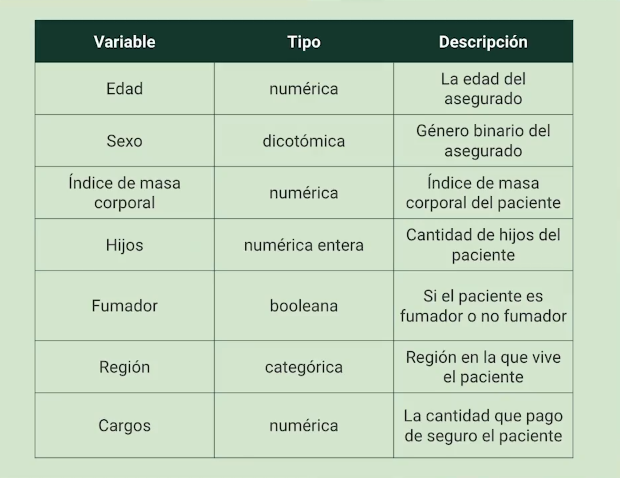 Variable Tipo Descripción
Edad numérica La edad del
asegurado
Sexo dicotómica Género binario del
asegurado
Índice de masa
corporal numérica Índice de masa
corporal del paciente
Hijos numérica entera Cantidad de hijos del
paciente
Fumador booleana Si el paciente es
fumador o no fumador
Región categórica Región en la que vive
el paciente
Cargos numérica La cantidad que pago
de seguro el paciente